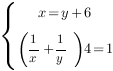 x = y + 6
(1/x + 1/y) 4 = 1